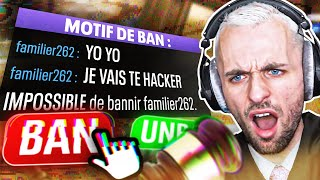 MOTIF DE BAN :
familier262 : YO YO
familier262 : JE VAIS TE HACKER
IMPOSSIBLE de bannir familier262.
BAN
UNB